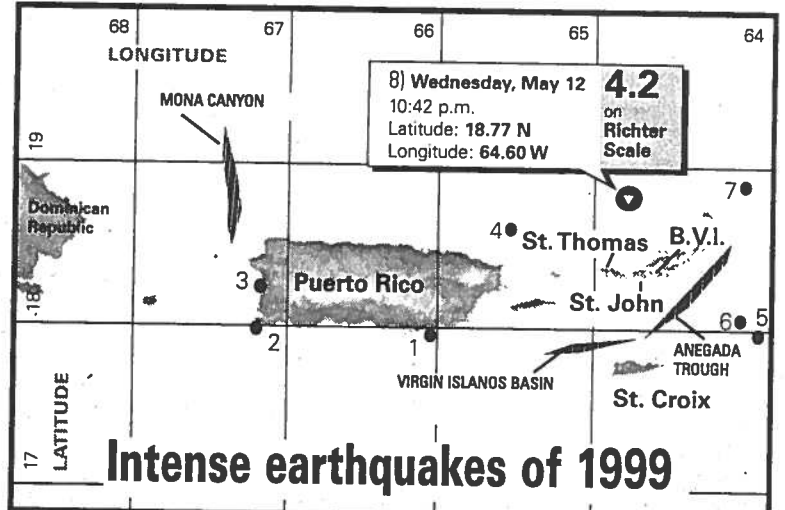 68
67
66
65
64
LONGITUDE
8) Wednesday, May 12
10:42 p.m.
Latitude: 18.77 N
Longitude: 64.60 W
4.2
on
Richter
Scale
MONA CANYON
19
7
Dominican
Republic
4
St. Thomas
B.V.I.
3
Puerto Rico
18
St. John
6
5
2
1
ANEGADA
TROUGH
VIRGIN ISLANOS BASIN
St. Croix
LATITUDE
17
Intense earthquakes of 1999